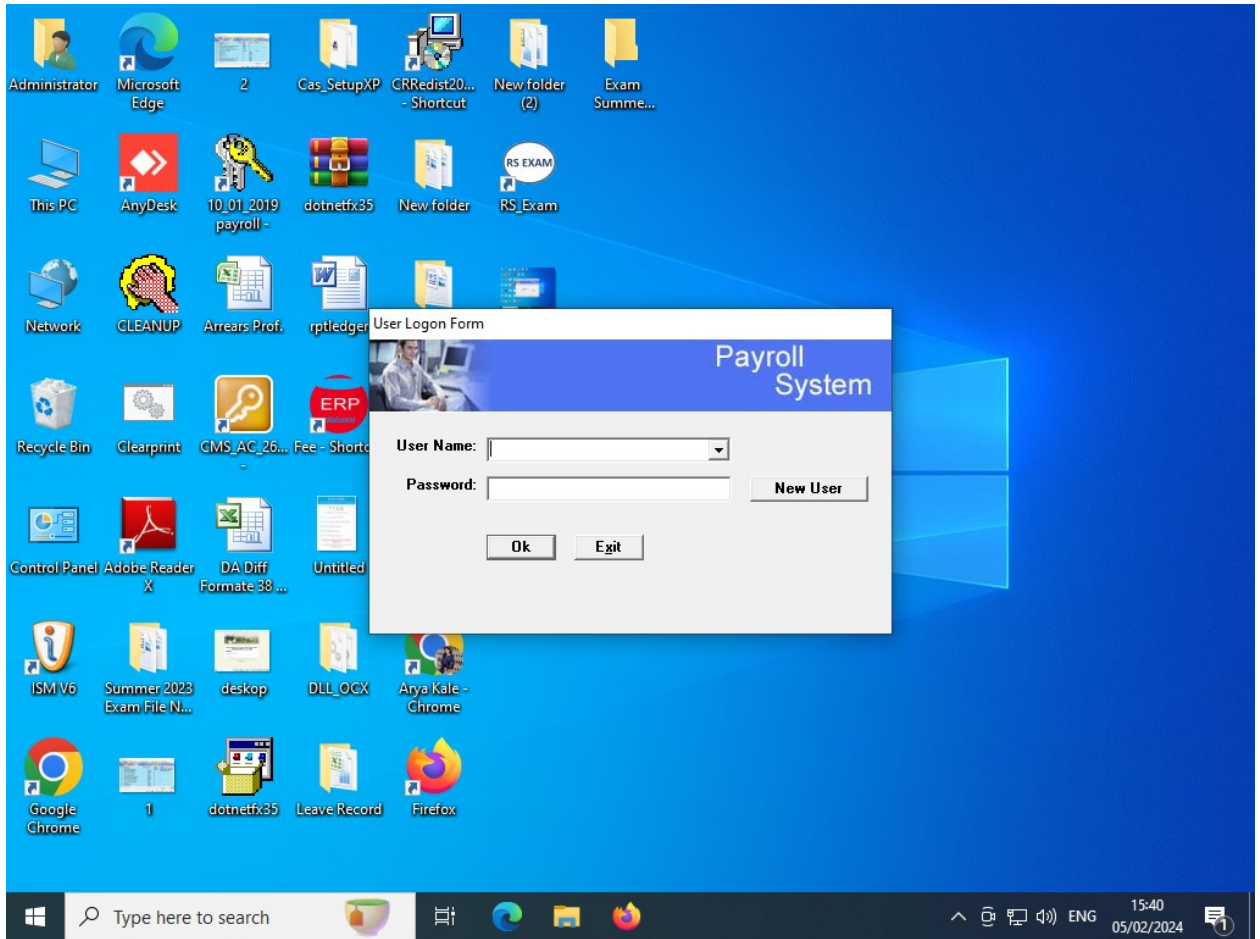 Administrator
Microsoft
Edge
2
Cas_SetupXP
CRRedist20...
- Shortcut
New folder
(2)
Exam
Summe...
This PC
AnyDesk
10_01_2019
payroll -
dotnetfx35
New folder
RS EXAM
RS_Exam
Network
CLEANUP
Arrears Prof.
rptledger
Recycle Bin
Clearprint
CMS_AC_26...
-
ERP
Fee - Shortc
Control Panel
Adobe Reader
X
DA Diff
Formate 38 ...
Untitled
ISM V6
Summer 2023
Exam File N...
deskop
DLL_OCX
Arya Kale -
Chrome
Google
Chrome
1
dotnetfx35
Leave Record
Firefox
User Logon Form
Payroll
System
User Name:
Password:
New User
Ok
Exit
Type here to search
ENG
15:40
05/02/2024
1